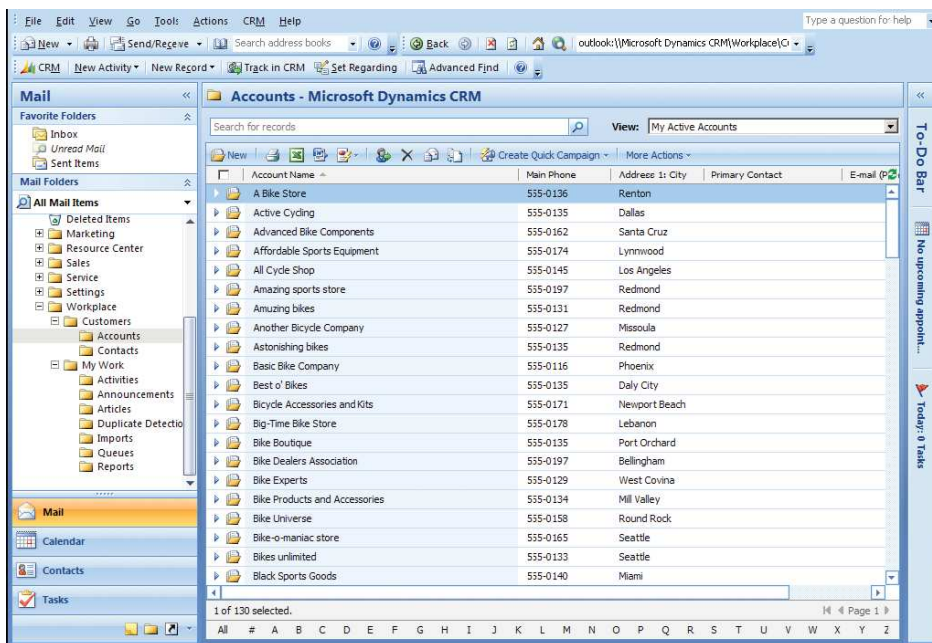 File Edit View Go Tools Actions CRM Help Type a question for help
New Send/Receive Search address books Back outlook:\\Microsoft Dynamics CRM\Workplace\C
CRM New Activity New Record Track in CRM Set Regarding Advanced Find
Mail
Favorite Folders
Inbox
Unread Mail
Sent Items
Mail Folders
All Mail Items
Deleted Items
Marketing
Resource Center
Sales
Service
Settings
Workplace
Customers
Accounts
Contacts
My Work
Activities
Announcements
Articles
Duplicate Detectio
Imports
Queues
Reports
Mail
Calendar
Contacts
Tasks
Accounts - Microsoft Dynamics CRM
Search for records View: My Active Accounts
New Create Quick Campaign More Actions
Account Name Main Phone Address 1: City Primary Contact E-mail (P
A Bike Store 555-0136 Renton
Active Cycling 555-0135 Dallas
Advanced Bike Components 555-0162 Santa Cruz
Affordable Sports Equipment 555-0174 Lynnwood
All Cycle Shop 555-0145 Los Angeles
Amazing sports store 555-0197 Redmond
Amuzing bikes 555-0131 Redmond
Another Bicycle Company 555-0127 Missoula
Astonishing bikes 555-0135 Redmond
Basic Bike Company 555-0116 Phoenix
Best o' Bikes 555-0135 Daly City
Bicycle Accessories and Kits 555-0171 Newport Beach
Big-Time Bike Store 555-0178 Lebanon
Bike Boutique 555-0135 Port Orchard
Bike Dealers Association 555-0197 Bellingham
Bike Experts 555-0129 West Covina
Bike Products and Accessories 555-0134 Mill Valley
Bike Universe 555-0158 Round Rock
Bike-o-maniac store 555-0165 Seattle
Bikes unlimited 555-0133 Seattle
Black Sports Goods 555-0140 Miami
1 of 130 selected. Page 1
All # A B C D E F G H I J K L M N O P Q R S T U V W X Y Z
To-Do Bar
No upcoming appoint...
Today: 0 Tasks